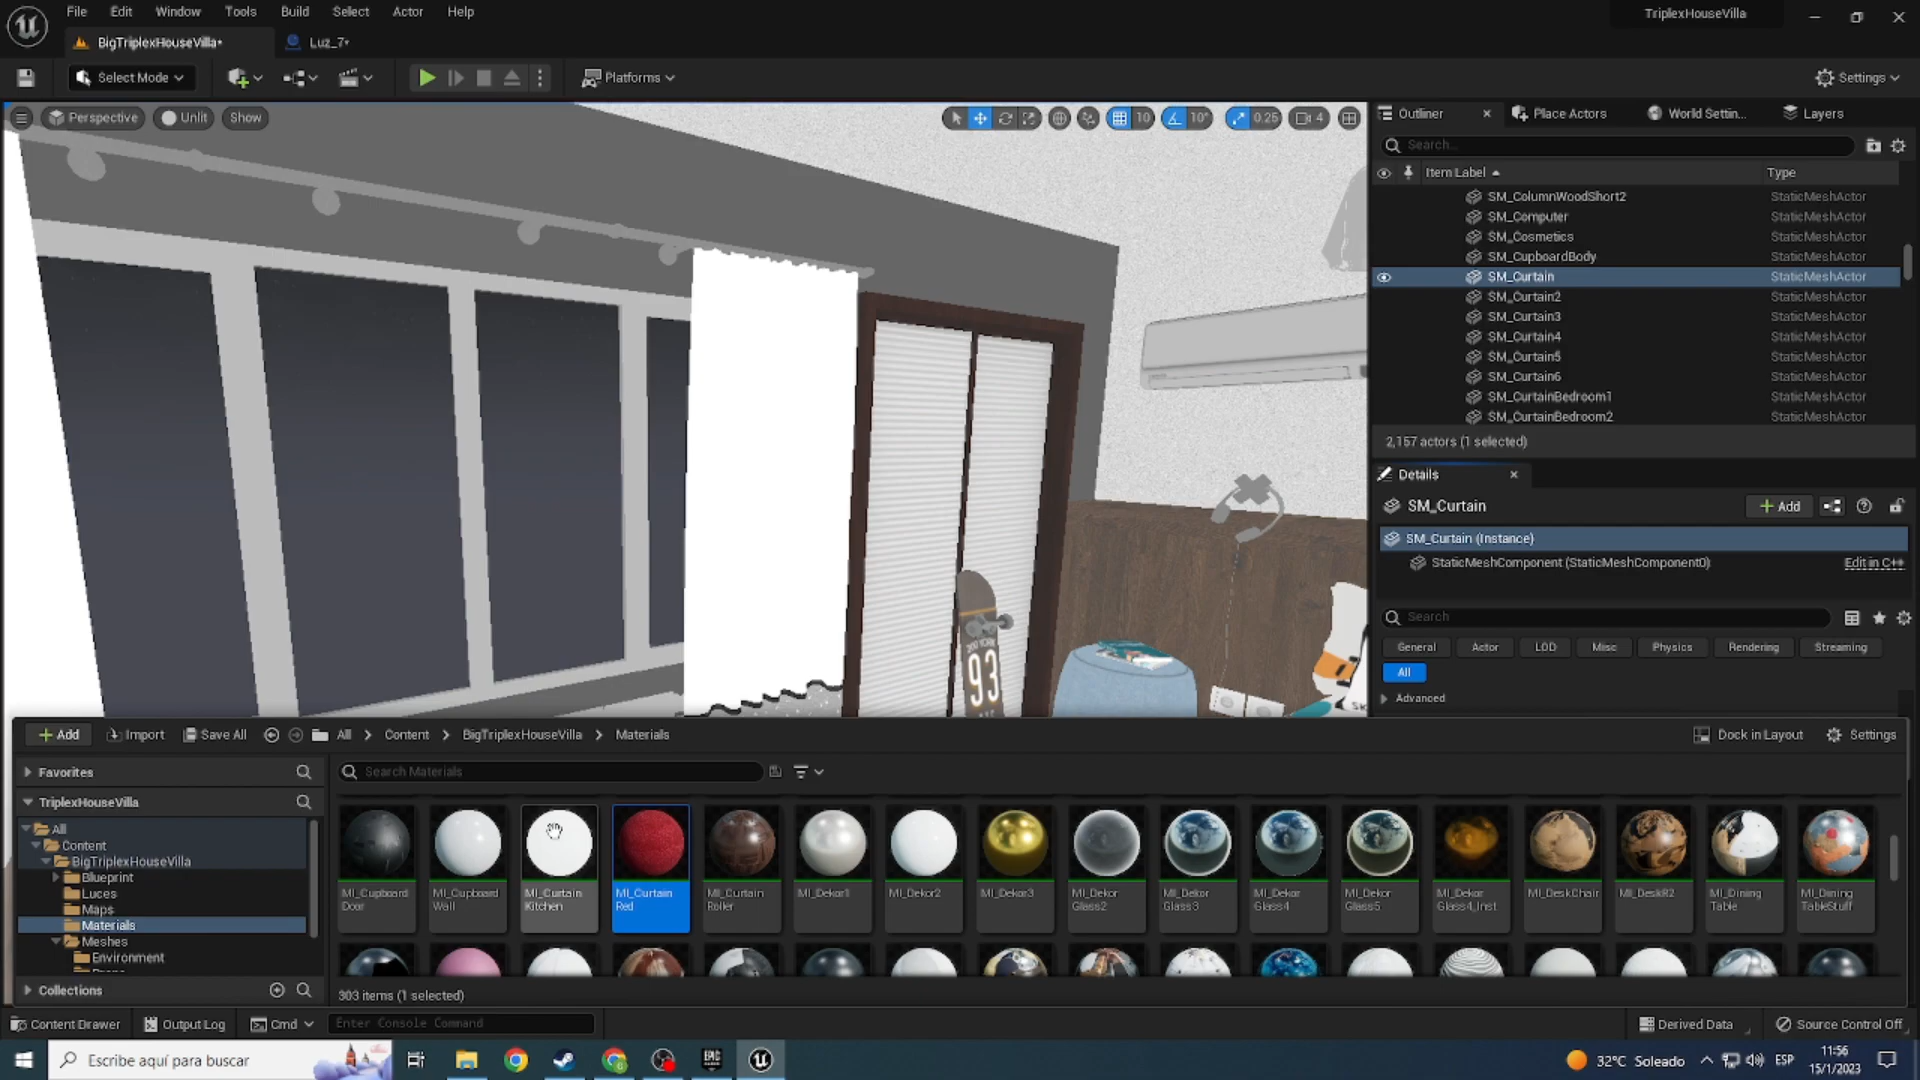 File Edit Window Tools Build Select Actor Help
TriplexHouseVilla
BigTriplexHouseVilla*
Luz_7*
Select Mode
Platforms
Settings
Perspective
Unlit
Show
10
10°
0.25
4
Outliner
Place Actors
World Settin...
Layers
Search...
Item Label
Type
SM_ColumnWoodShort2 StaticMeshActor
SM_Computer StaticMeshActor
SM_Cosmetics StaticMeshActor
SM_CupboardBody StaticMeshActor
SM_Curtain StaticMeshActor
SM_Curtain2 StaticMeshActor
SM_Curtain3 StaticMeshActor
SM_Curtain4 StaticMeshActor
SM_Curtain5 StaticMeshActor
SM_Curtain6 StaticMeshActor
SM_CurtainBedroom1 StaticMeshActor
SM_CurtainBedroom2 StaticMeshActor
2,157 actors (1 selected)
Details
SM_Curtain
Add
SM_Curtain (Instance)
StaticMeshComponent (StaticMeshComponent0)
Edit in C++
Search
General Actor LOD Misc Physics Rendering Streaming
All
Advanced
93
Add Import Save All All Content BigTriplexHouseVilla Materials
Dock in Layout Settings
Favorites
Search Materials
TriplexHouseVilla
All
Content
BigTriplexHouseVilla
Blueprint
Luces
Maps
Materials
Meshes
Environment
Collections
MI_Cupboard Door
MI_Cupboard Wall
MI_Curtain Kitchen
MI_Curtain Red
MI_Curtain Roller
MI_Dekor1
MI_Dekor2
MI_Dekor3
MI_Dekor Glass2
MI_Dekor Glass3
MI_Dekor Glass4
MI_Dekor Glass5
MI_Dekor Glass4_Inst
MI_DeskChair
MI_DeskR2
MI_Dining Table
MI_Dining TableStuff
303 items (1 selected)
Content Drawer
Output Log
Cmd
Enter Console Command
Derived Data
Source Control Off
Escribe aquí para buscar
EPIC
32°C Soleado
ESP
11:56
15/1/2023